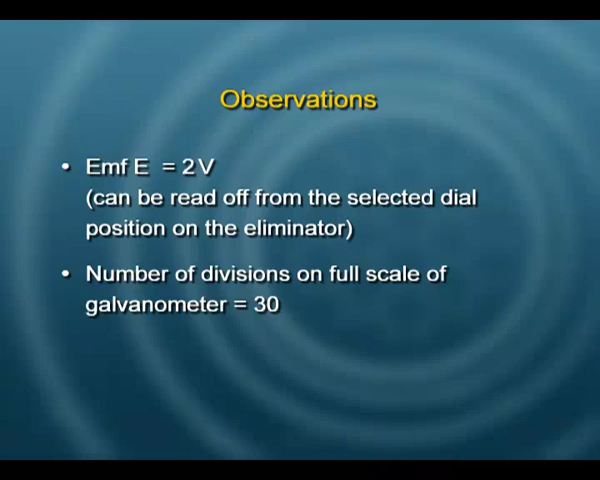 Observations
• Emf E = 2 V
(can be read off from the selected dial
position on the eliminator)
• Number of divisions on full scale of
galvanometer = 30